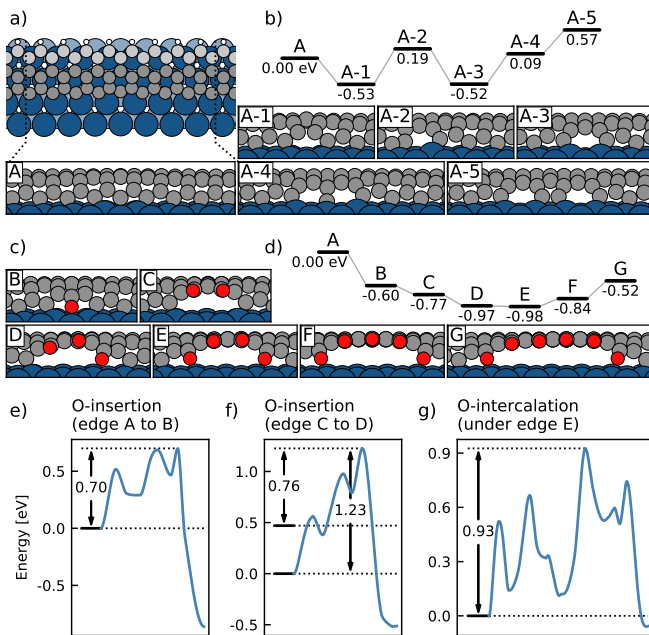 a)
A
b)
A
0.00 eV
A-1
-0.53
A-2
0.19
A-3
-0.52
A-4
0.09
A-5
0.57
A-1
A-2
A-3
A-4
A-5
c)
B
C
D
E
F
G
d)
A
0.00 eV
B
-0.60
C
-0.77
D
-0.97
E
-0.98
F
-0.84
G
-0.52
e)
O-insertion
(edge A to B)
Energy [eV]
0.5
0.0
-0.5
0.70
f)
O-insertion
(edge C to D)
1.0
0.5
0.0
-0.5
0.76
1.23
g)
O-intercalation
(under edge E)
0.9
0.6
0.3
0.0
0.93